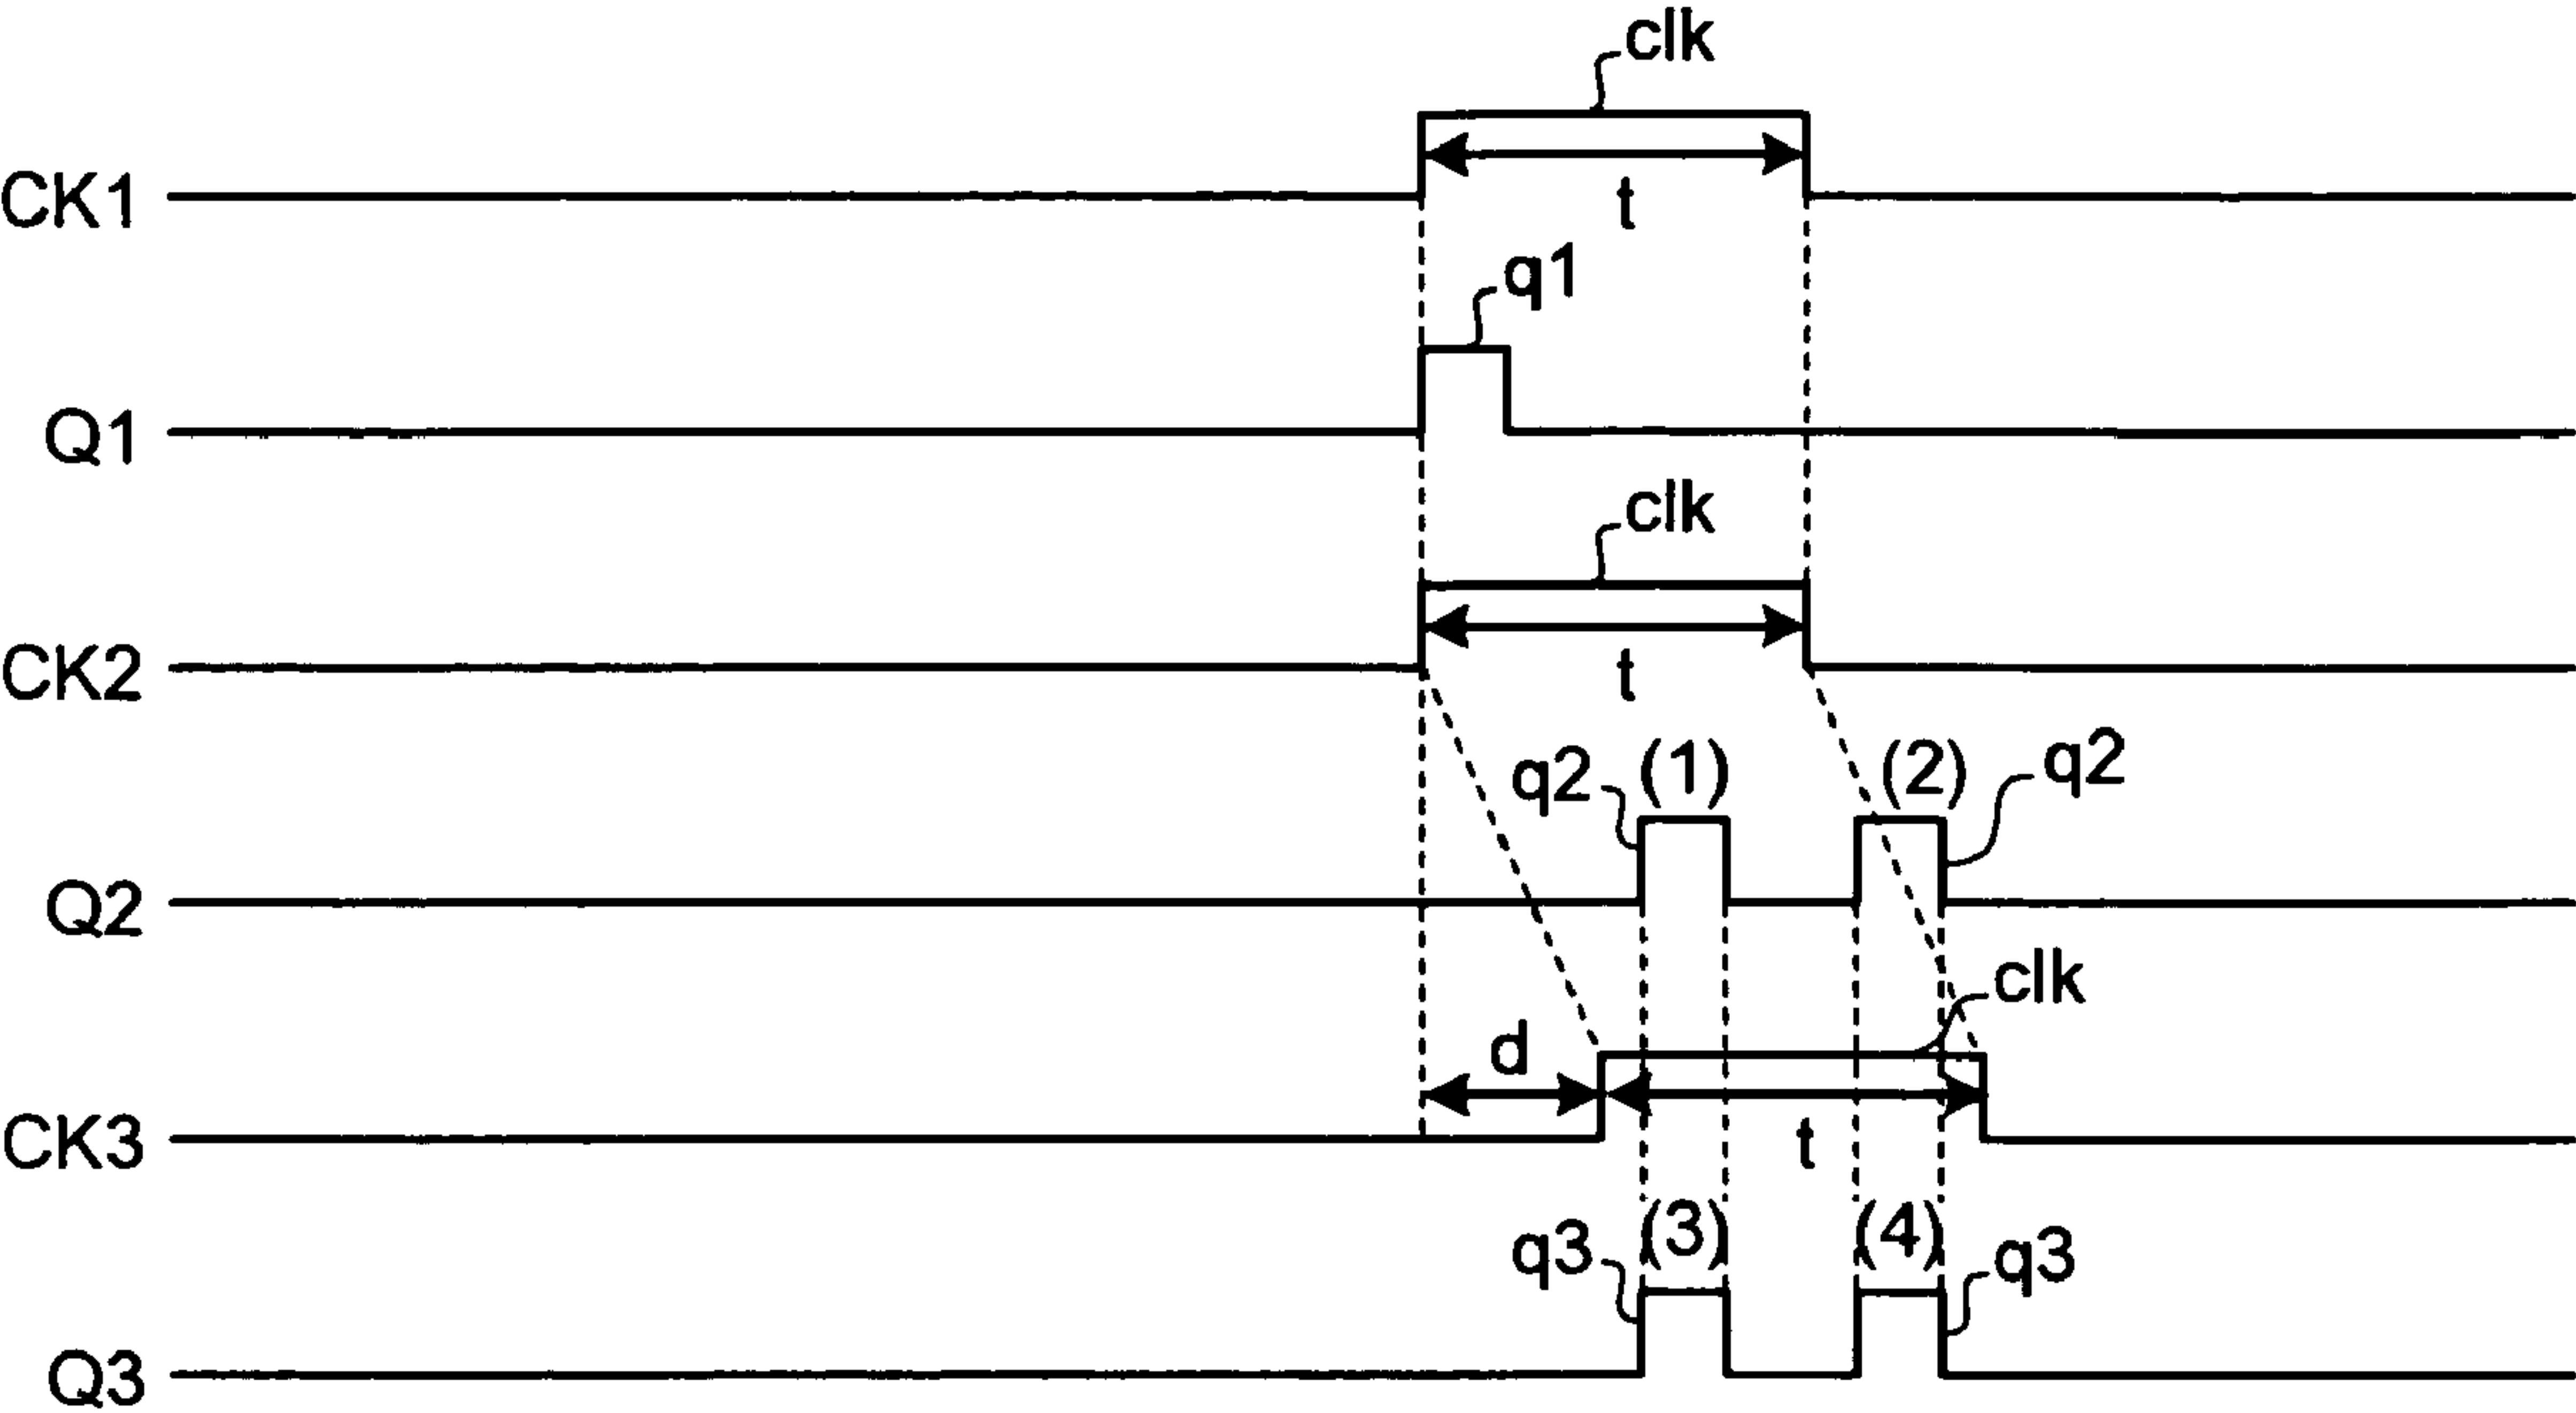 clk
CK1
t
q1
Q1
clk
CK2
t
q2 (1) (2) q2
Q2
clk
d
CK3
t
q3 (3) (4) q3
Q3